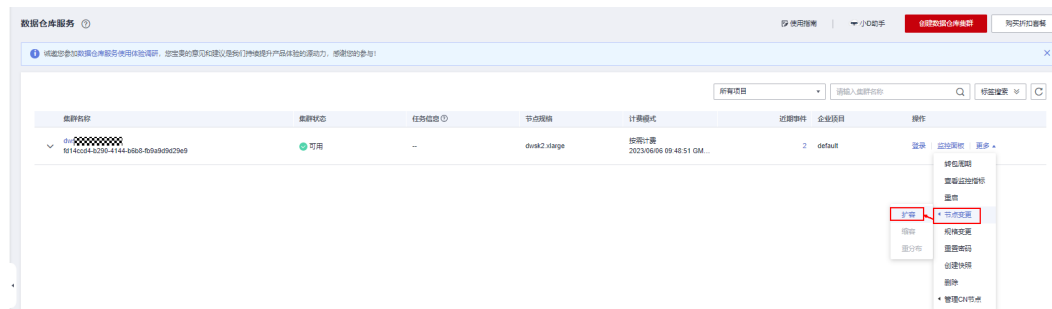 数据仓库服务
使用指南
小D助手
创建数据仓库集群
购买折扣套餐
诚邀您参加数据仓库服务使用体验调研，您宝贵的意见和建议是我们持续提升产品体验的源动力，感谢您的参与！
所有项目
请输入集群名称
标签搜索
集群名称 集群状态 任务信息 节点规格 计费模式 近期事件 企业项目 操作
dws
fd14ccd4-b290-4144-b6b8-fb9a9d9d29e9
可用
--
dwsk2.xlarge
按需计费
2023/06/06 09:48:51 GM...
2
default
登录 监控面板 更多
转包周期
查看监控指标
重启
节点变更
扩容
规格变更
缩容
重置密码
重分布
创建快照
删除
管理CN节点